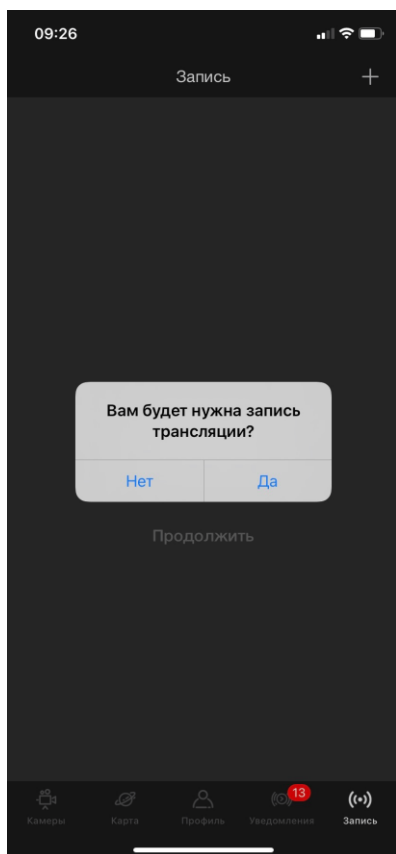 09:26
Запись
Вам будет нужна запись
трансляции?
Нет Да
Продолжить
13
Камеры Карта Профиль Уведомления Запись